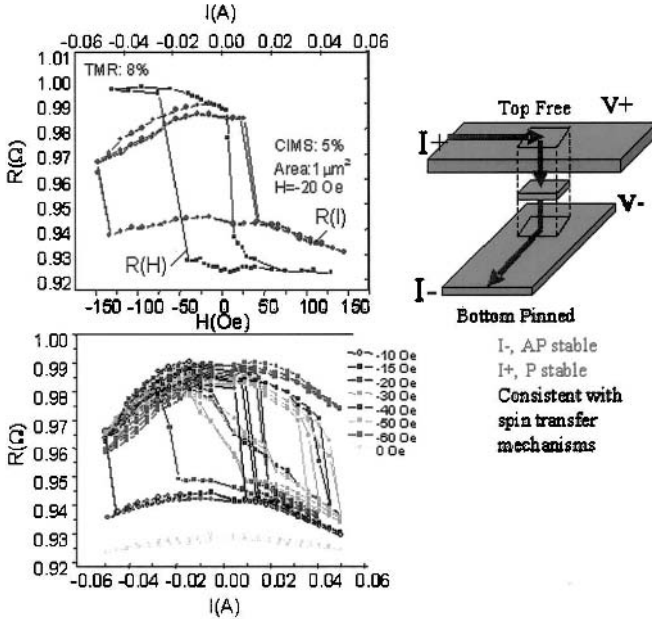 I(A)
-0.06 -0.04 -0.02 0.00 0.02 0.04 0.06
1.01
1.00
0.99
0.98
0.97
0.96
0.95
0.94
0.93
0.92
R(Ω)
TMR: 8%
CIMS: 5%
Area:1 μm²
H=-20 Oe
R(I)
R(H)
-150 -100 -50 0 50 100 150
H(Oe)
Top Free
V+
I+
V-
I-
Bottom Pinned
I-, AP stable
I+, P stable
Consistent with
spin transfer
mechanisms
1.00
0.99
0.98
0.97
0.96
0.95
0.94
0.93
0.92
R(Ω)
-10 Oe
-15 Oe
-20 Oe
-30 Oe
-40 Oe
-50 Oe
-60 Oe
0 Oe
-0.06 -0.04 -0.02 0.00 0.02 0.04 0.06
I(A)